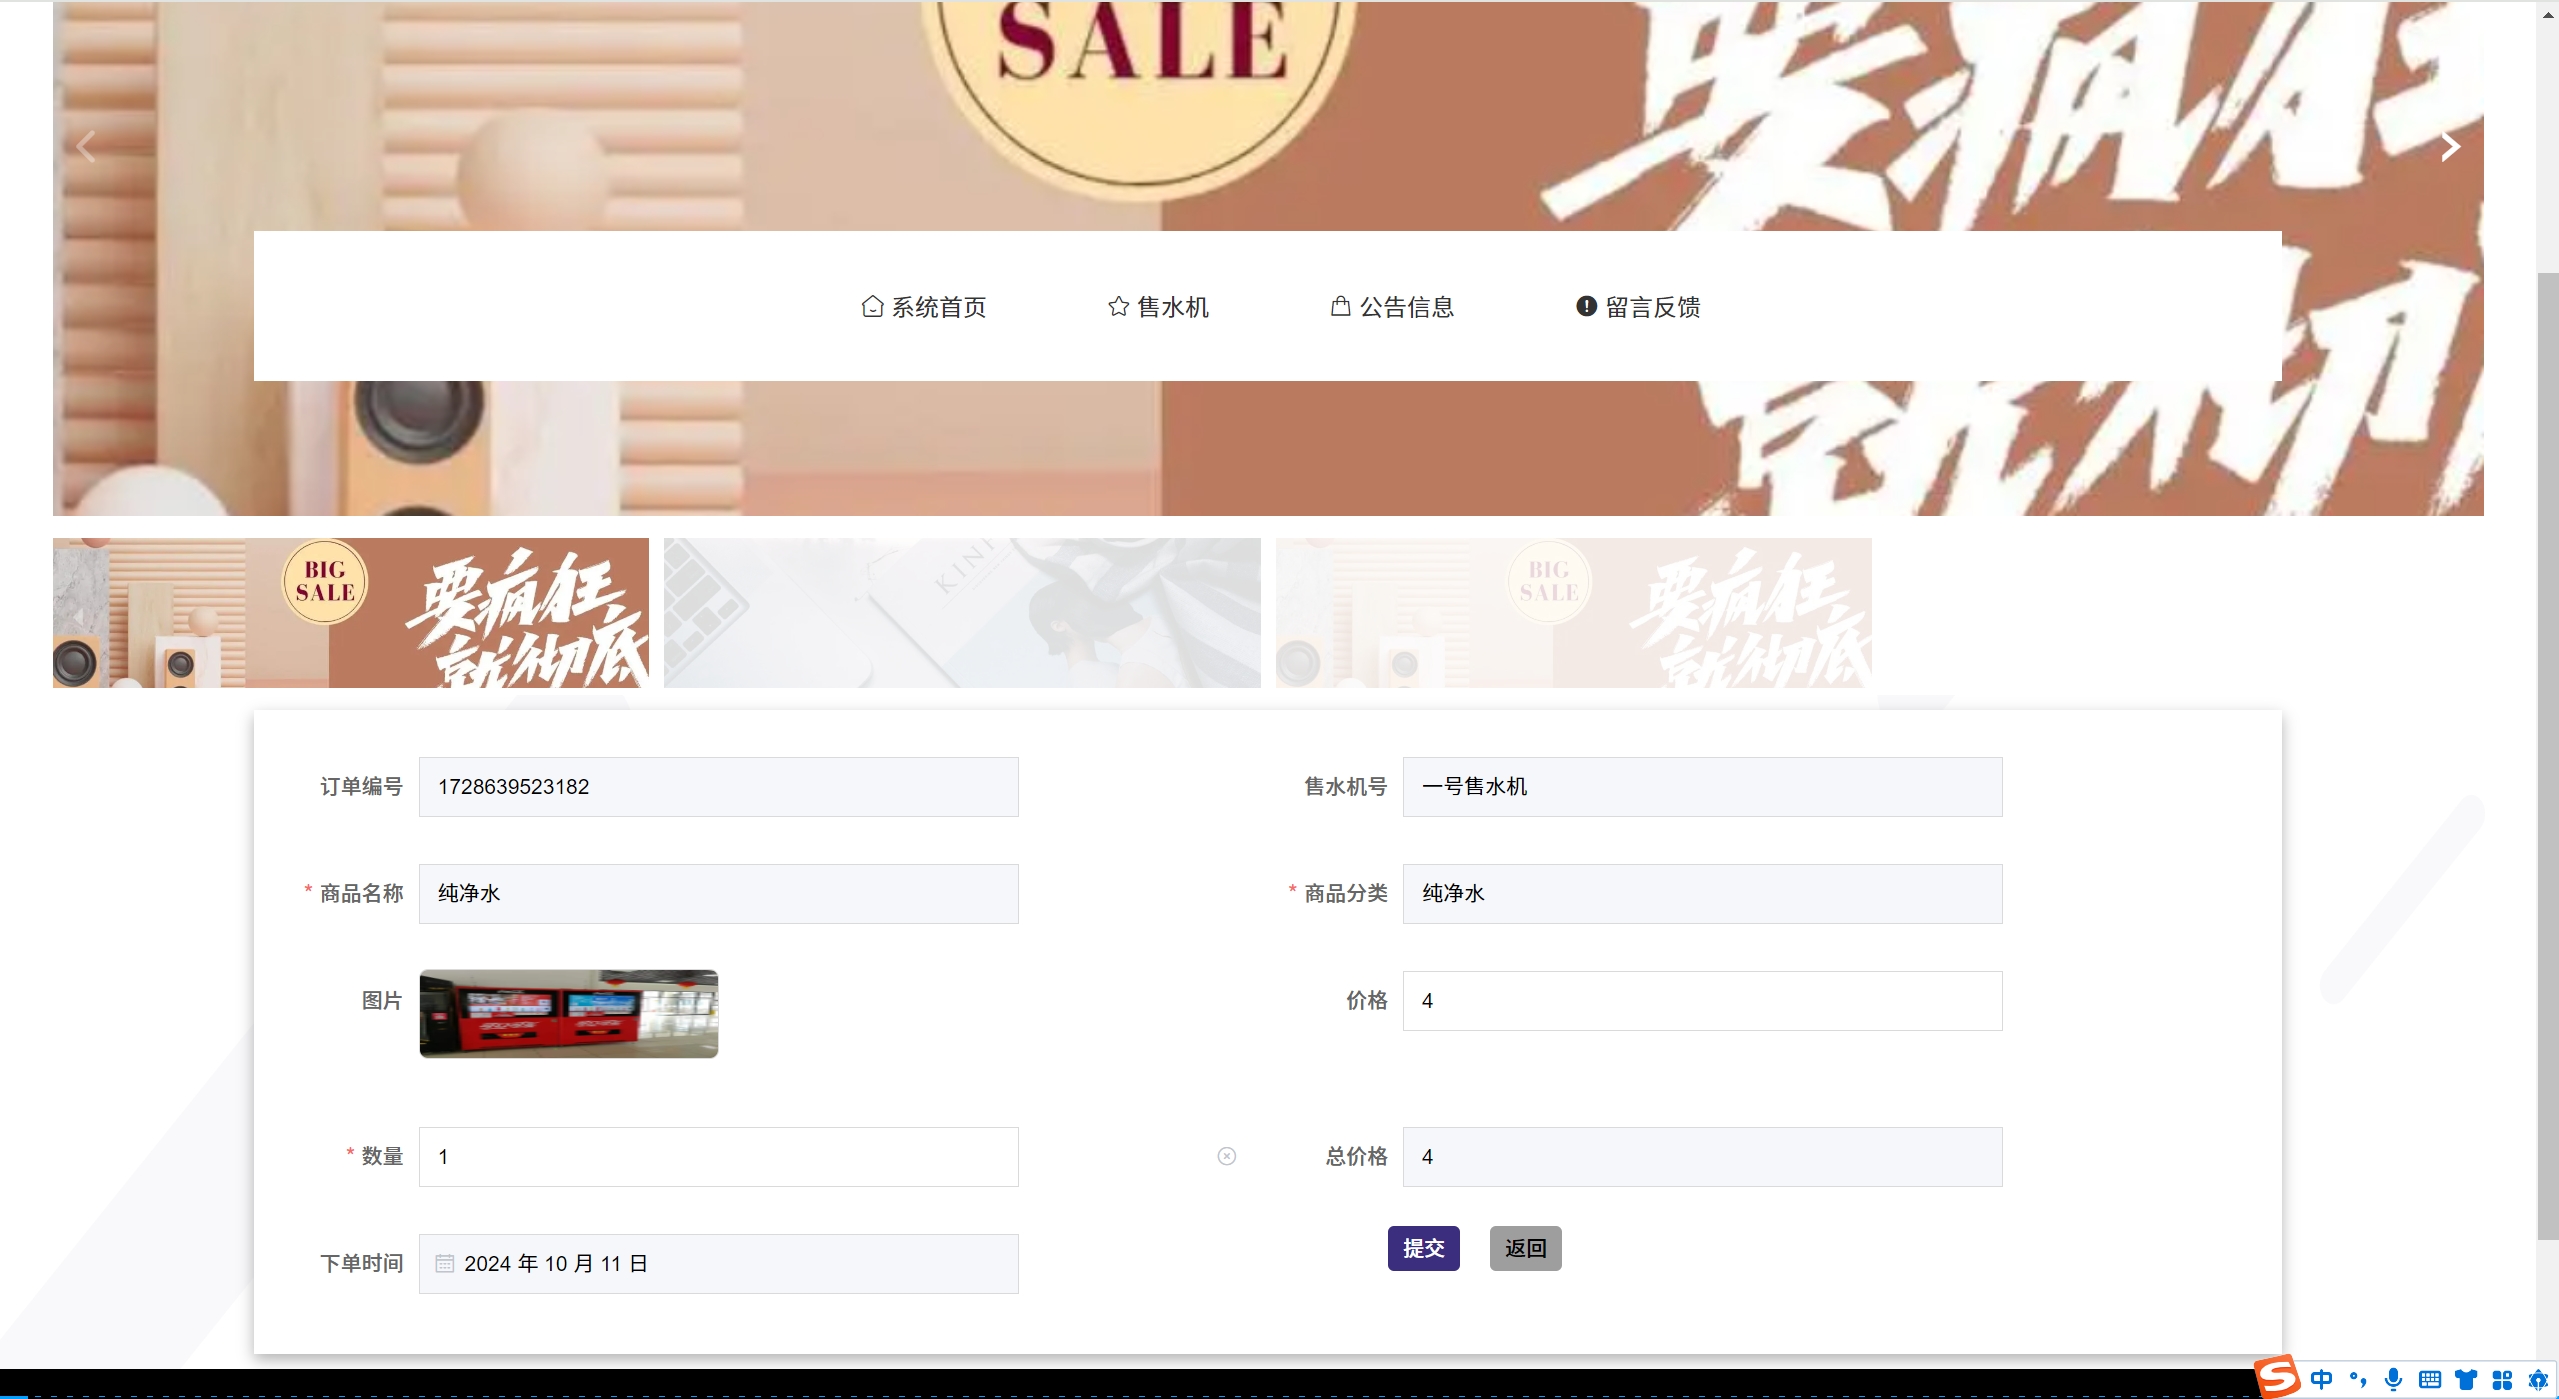 SALE
要疯狂
就彻
系统首页
售水机
公告信息
留言反馈
BIG
SALE
要疯狂
就彻底
KINI
BIG
SALE
要疯狂
就彻底
订单编号 1728639523182
售水机号 一号售水机
* 商品名称 纯净水
* 商品分类 纯净水
图片
价格 4
* 数量 1
总价格 4
下单时间 2024 年 10 月 11 日
提交
返回
中